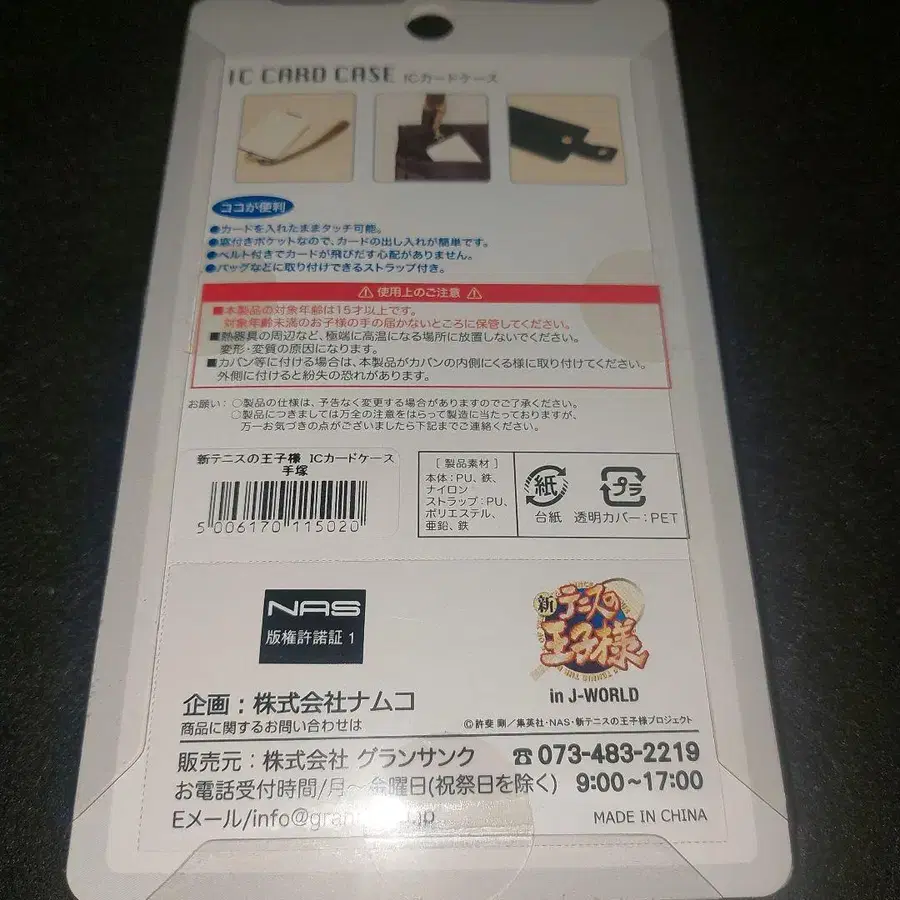 IC CARD CASE ICカードケース
ココが便利
●カードを入れたままタッチ可能。
●窓付きポケットなので、カードの出し入れが簡単です。
●ベルト付きでカードが飛びだす心配がありません。
●バッグなどに取り付けできるストラップ付き。
⚠ 使用上のご注意 ⚠
■本製品の対象年齢は15才以上です。
対象年齢未満のお子様の手の届かないところに保管してください。
■熱器具の周辺など、極端に高温になる場所に放置しないでください。
変形・変質の原因になります。
■カバン等に付ける場合は、本製品がカバンの内側にくる様に取り付けてください。
外側に付けると紛失の恐れがあります。
お願い：○製品の仕様は、予告なく変更する場合がありますのでご了承ください。
○製品につきましては万全の注意をはらって製造に当たっておりますが、
万一お気づきの点がございましたら下記までご連絡ください。
新テニスの王子様 ICカードケース
手塚
5 006170 115020
[ 製品素材 ]
本体：PU、鉄、
ナイロン
ストラップ：PU、
ポリエステル、
亜鉛、鉄
紙
台紙
プラ
透明カバー：PET
NAS
版権許諾証 1
新テニスの
王子様
in J-WORLD
企画：株式会社ナムコ
商品に関するお問い合わせは
©許斐 剛／集英社・NAS・新テニスの王子様プロジェクト
販売元：株式会社 グランサンク ☎073-483-2219
お電話受付時間/月～金曜日(祝祭日を除く) 9:00～17:00
Eメール/info@gran
MADE IN CHINA